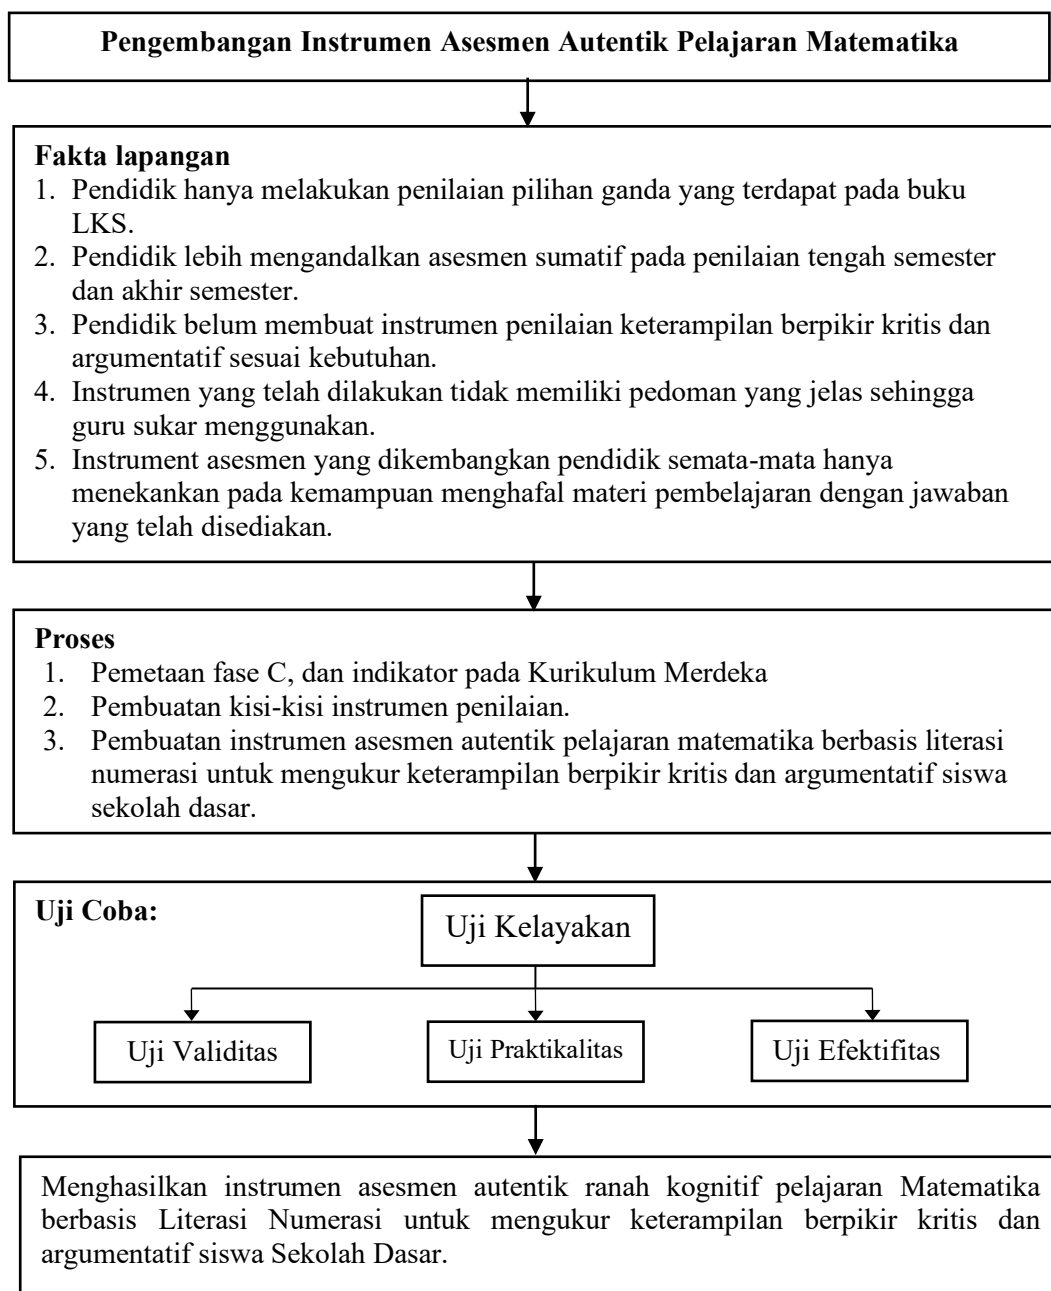 Pengembangan Instrumen Asesmen Autentik Pelajaran Matematika
Fakta lapangan
1. Pendidik hanya melakukan penilaian pilihan ganda yang terdapat pada buku
LKS.
2. Pendidik lebih mengandalkan asesmen sumatif pada penilaian tengah semester
dan akhir semester.
3. Pendidik belum membuat instrumen penilaian keterampilan berpikir kritis dan
argumentatif sesuai kebutuhan.
4. Instrumen yang telah dilakukan tidak memiliki pedoman yang jelas sehingga
guru sukar menggunakan.
5. Instrument asesmen yang dikembangkan pendidik semata-mata hanya
menekankan pada kemampuan menghafal materi pembelajaran dengan jawaban
yang telah disediakan.
Proses
1. Pemetaan fase C, dan indikator pada Kurikulum Merdeka
2. Pembuatan kisi-kisi instrumen penilaian.
3. Pembuatan instrumen asesmen autentik pelajaran matematika berbasis literasi
numerasi untuk mengukur keterampilan berpikir kritis dan argumentatif siswa
sekolah dasar.
Uji Coba:
Uji Kelayakan
Uji Validitas
Uji Praktikalitas
Uji Efektifitas
Menghasilkan instrumen asesmen autentik ranah kognitif pelajaran Matematika
berbasis Literasi Numerasi untuk mengukur keterampilan berpikir kritis dan
argumentatif siswa Sekolah Dasar.